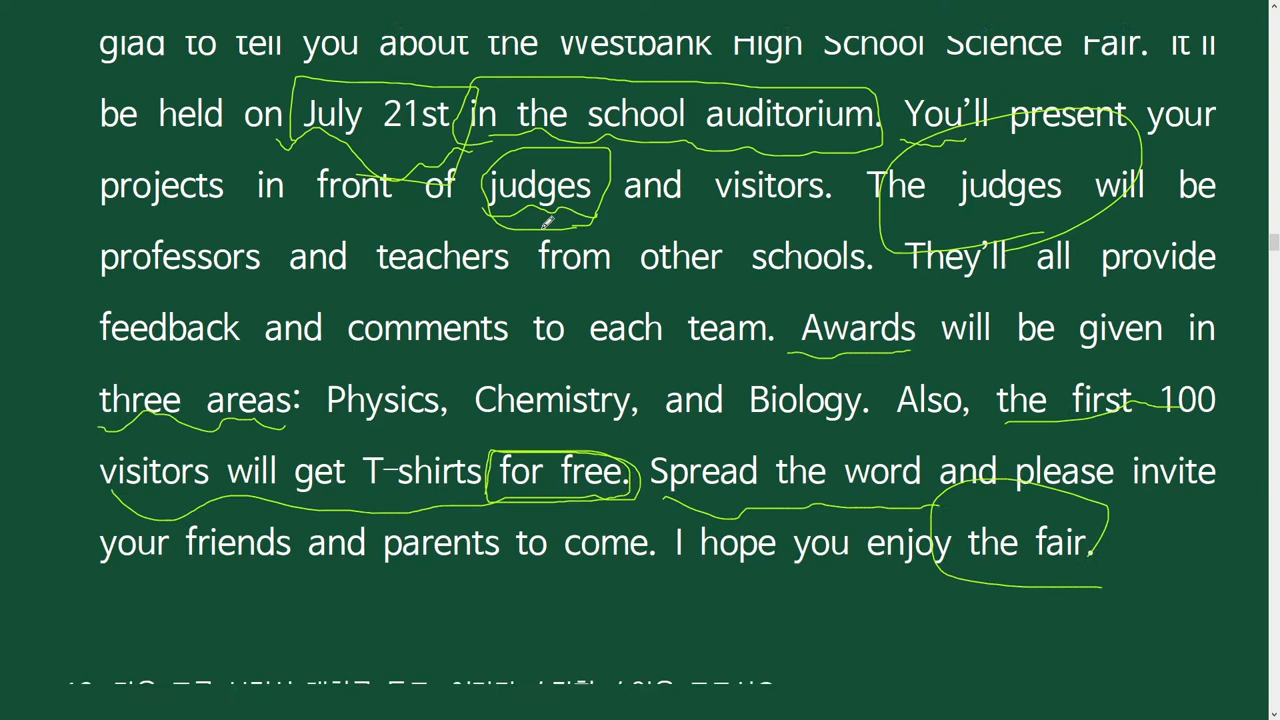 glad to tell you about the Westbank High School Science Fair. It'll
be held on July 21st in the school auditorium. You'll present your
projects in front of judges and visitors. The judges will be
professors and teachers from other schools. They'll all provide
feedback and comments to each team. Awards will be given in
three areas: Physics, Chemistry, and Biology. Also, the first 100
visitors will get T-shirts for free. Spread the word and please invite
your friends and parents to come. I hope you enjoy the fair.